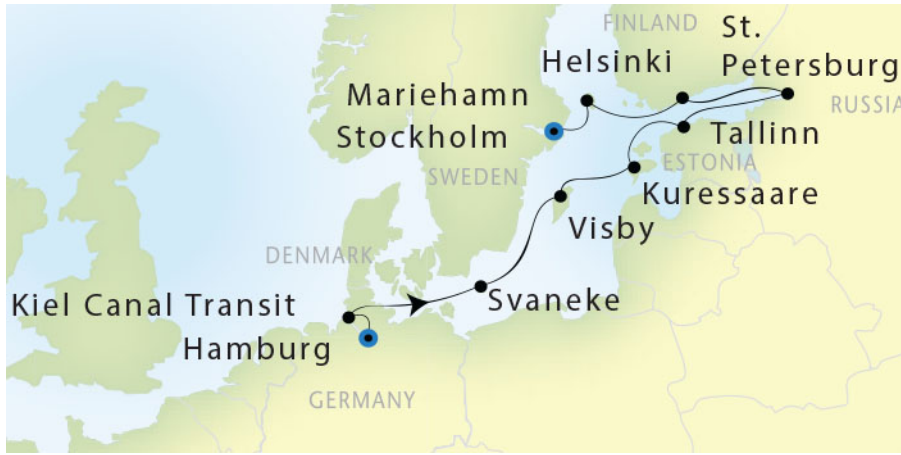 FINLAND
St.
Helsinki
Petersburg
Mariehamn
RUSSIA
Stockholm
Tallinn
ESTONIA
SWEDEN
Kuressaare
Visby
DENMARK
Kiel Canal Transit
Svaneke
Hamburg
GERMANY